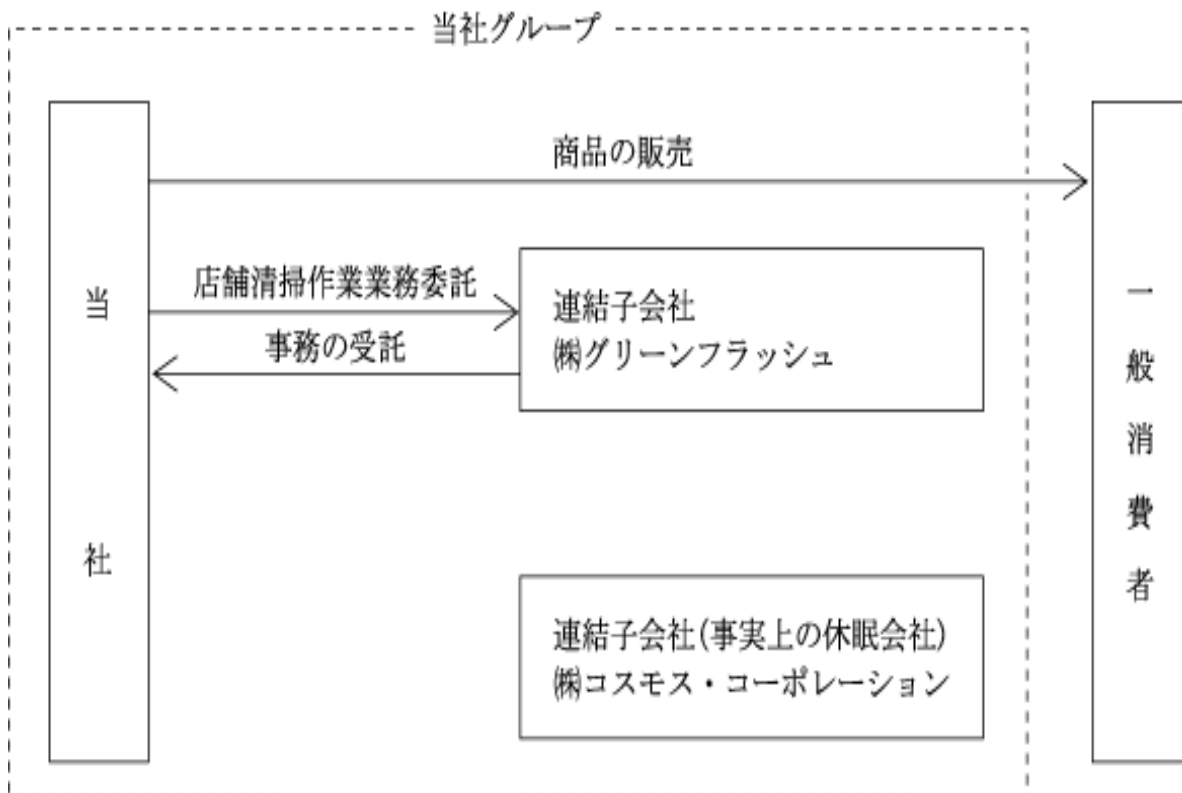 当社グループ
当社
商品の販売
店舗清掃作業業務委託
事務の受託
連結子会社
㈱グリーンフラッシュ
連結子会社(事実上の休眠会社)
㈱コスモス・コーポレーション
一般消費者